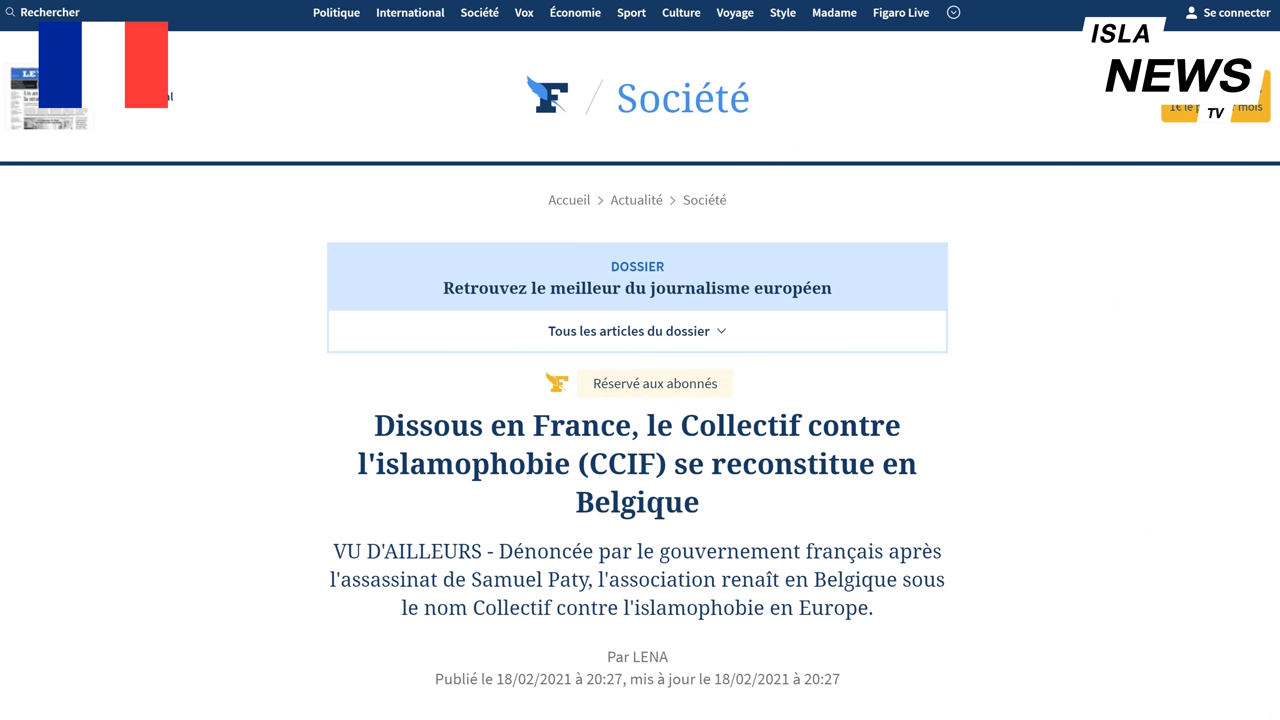 Rechercher
Politique International Société Vox Économie Sport Culture Voyage Style Madame Figaro Live
Se connecter
ISLA
NEWS
TV
F / Société
Accueil > Actualité > Société
DOSSIER
Retrouvez le meilleur du journalisme européen
Tous les articles du dossier
Réservé aux abonnés
Dissous en France, le Collectif contre
l'islamophobie (CCIF) se reconstitue en
Belgique
VU D'AILLEURS - Dénoncée par le gouvernement français après
l'assassinat de Samuel Paty, l'association renaît en Belgique sous
le nom Collectif contre l'islamophobie en Europe.
Par LENA
Publié le 18/02/2021 à 20:27, mis à jour le 18/02/2021 à 20:27